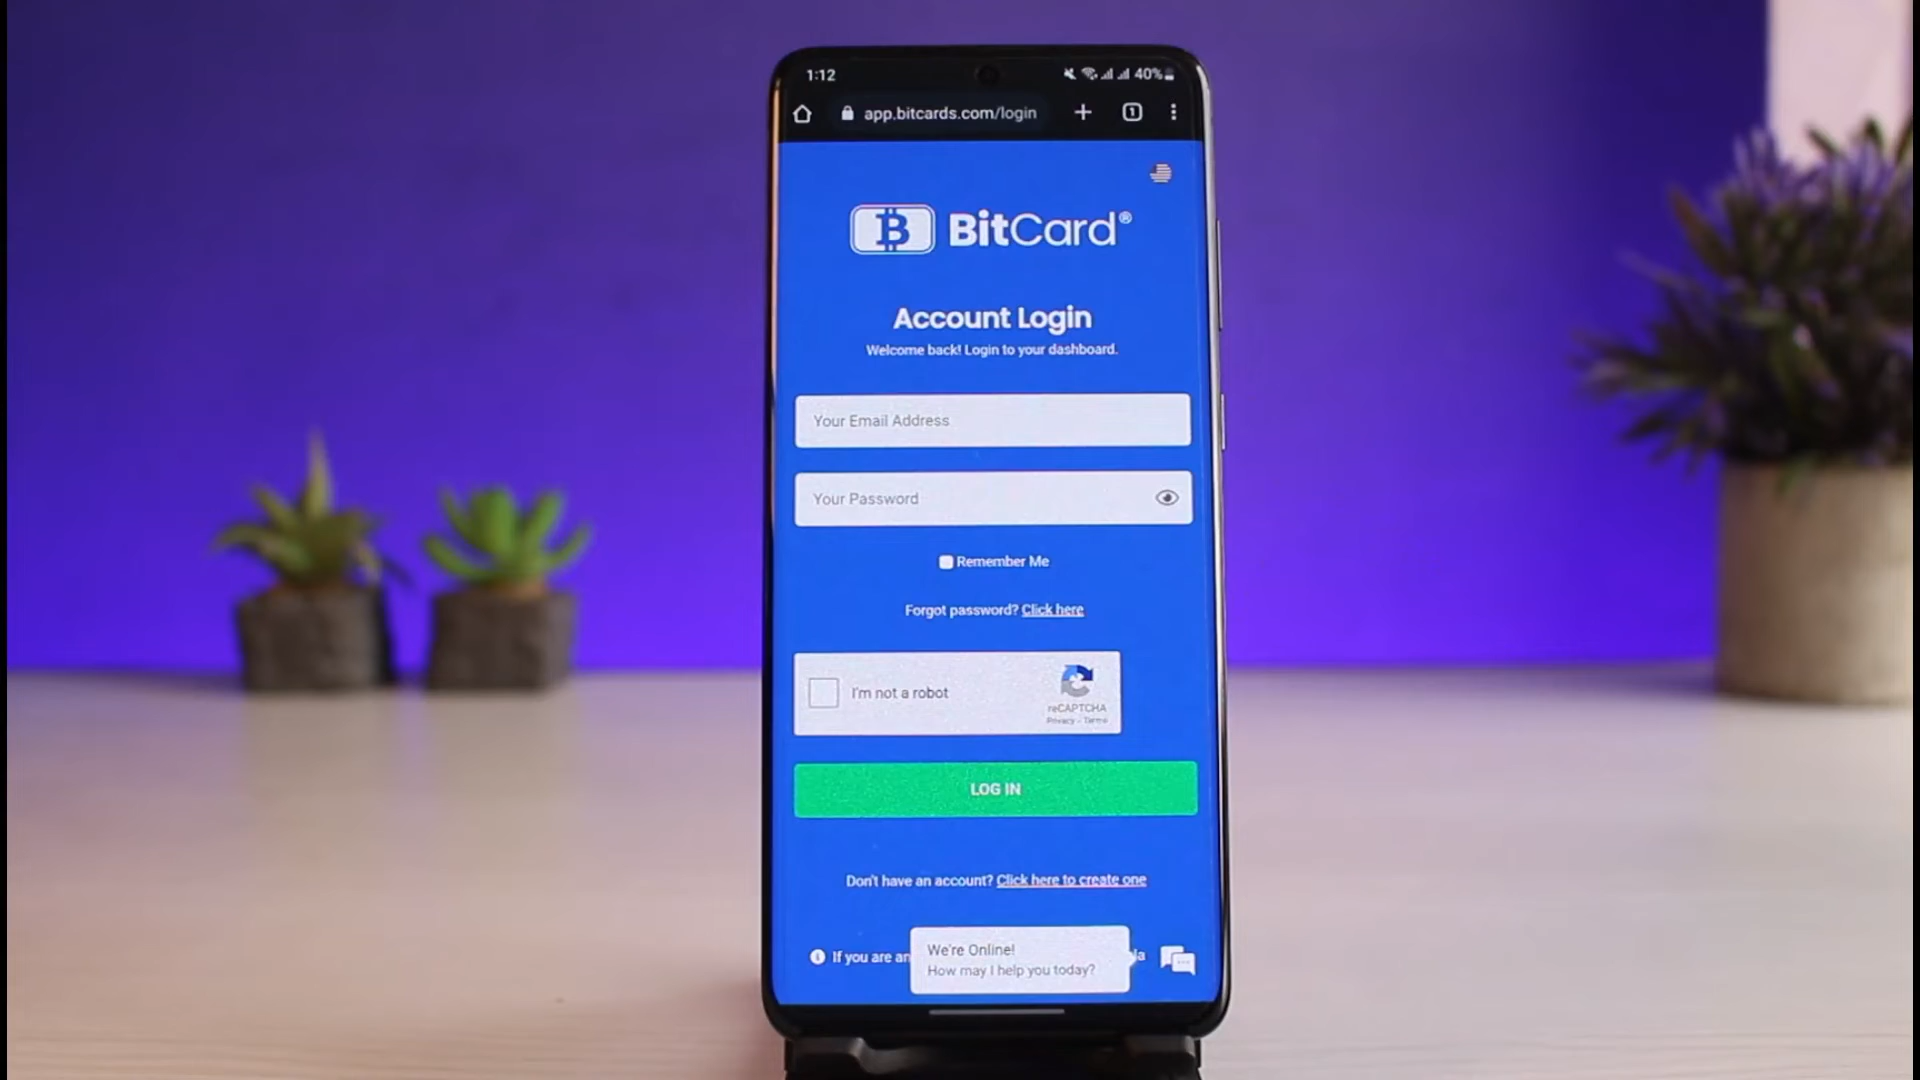 1:12
40%
app.bitcards.com/login
1
BitCard®
Account Login
Welcome back! Login to your dashboard.
Your Email Address
Your Password
Remember Me
Forgot password? Click here
I'm not a robot
reCAPTCHA
Privacy - Terms
LOG IN
Don't have an account? Click here to create one
If you are an
We're Online!
How may I help you today?